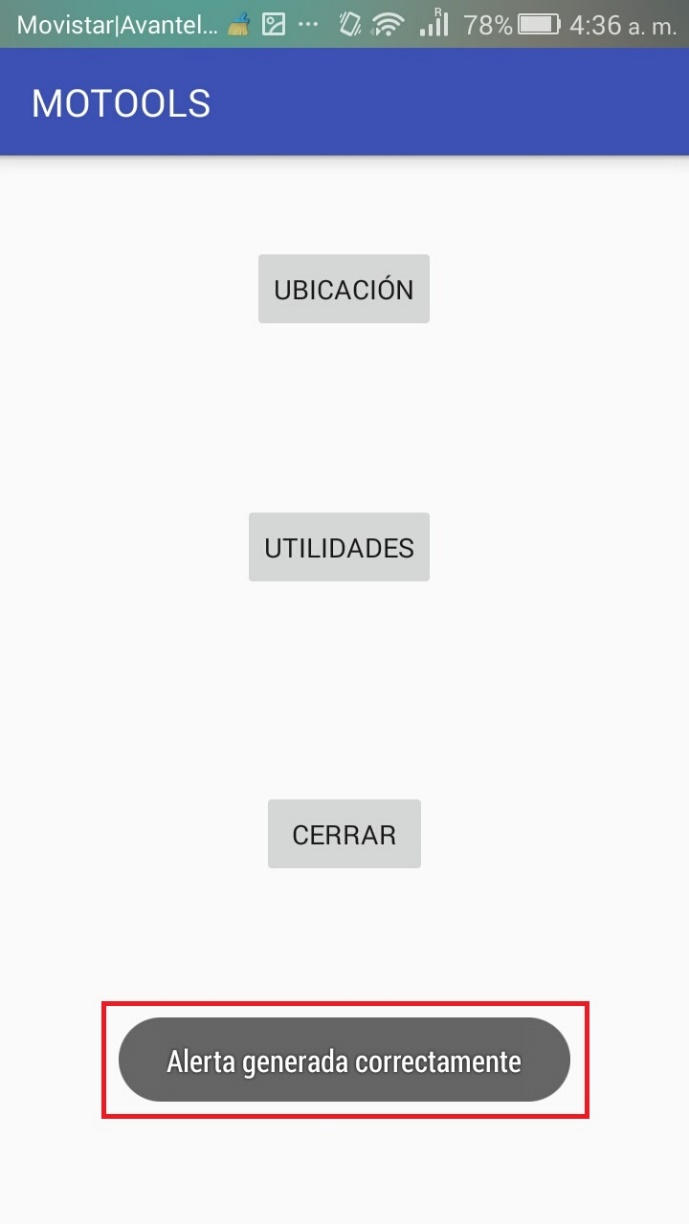 Movistar|Avantel... R 78% 4:36 a. m.
MOTOOLS
UBICACIÓN
UTILIDADES
CERRAR
Alerta generada correctamente